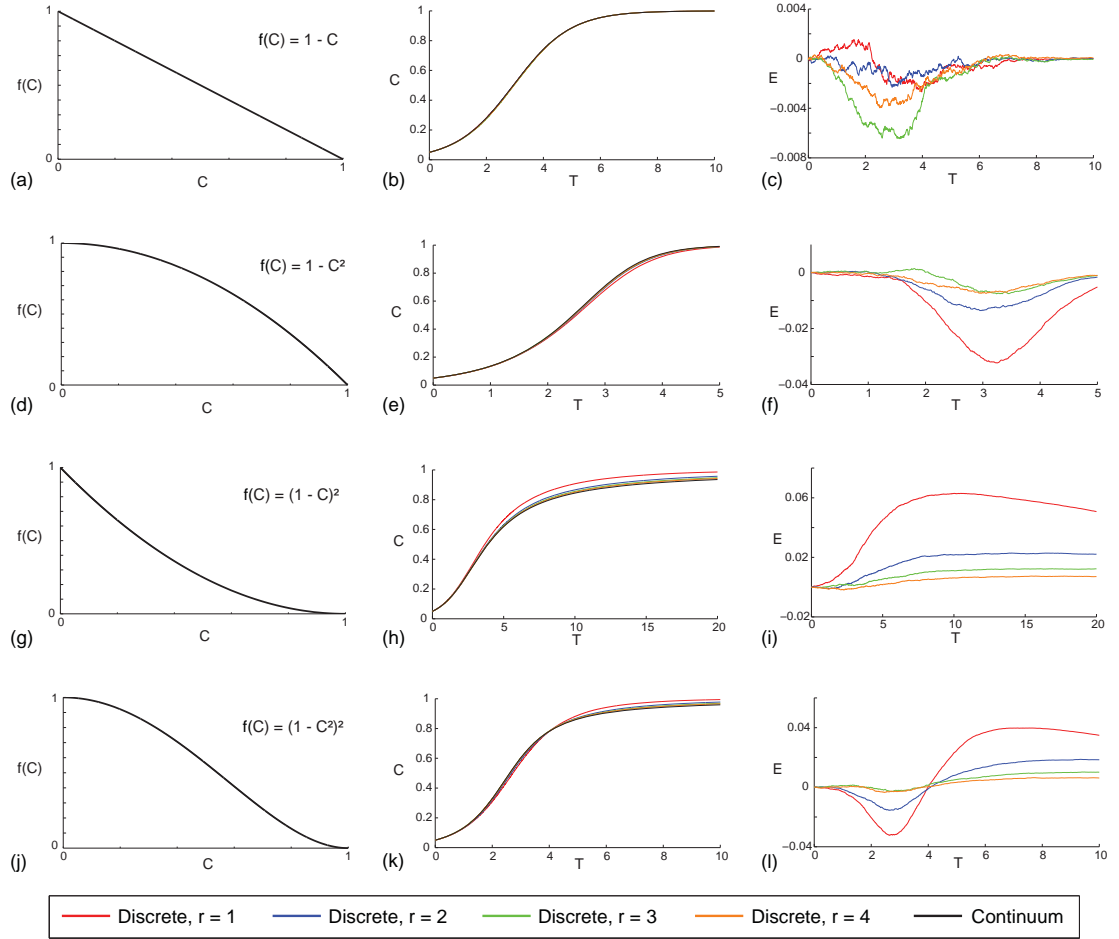 1
f(C) = 1 - C
f(C)
0
0
1
C
(a)
1
0.8
0.6
C
0.4
0.2
0
0 2 4 6 8 10
T
(b)
0.004
0
E
−0.004
−0.008
0 2 4 6 8 10
T
(c)
1
f(C) = 1 - C²
f(C)
0
0
1
C
(d)
1
0.8
0.6
C
0.4
0.2
0
0 1 2 3 4 5
T
(e)
0
E
−0.02
−0.04
0 1 2 3 4 5
T
(f)
1
f(C) = (1 - C)²
f(C)
0
0
1
C
(g)
1
0.8
0.6
C
0.4
0.2
0
0 5 10 15 20
T
(h)
0.06
E
0.02
0
−0.02
0 5 10 15 20
T
(i)
1
f(C) = (1 - C²)²
f(C)
0
0
1
C
(j)
1
0.8
0.6
C
0.4
0.2
0
0 2 4 6 8 10
T
(k)
0.04
E
0
−0.04
0 2 4 6 8 10
T
(l)
Discrete, r = 1 Discrete, r = 2 Discrete, r = 3 Discrete, r = 4 Continuum